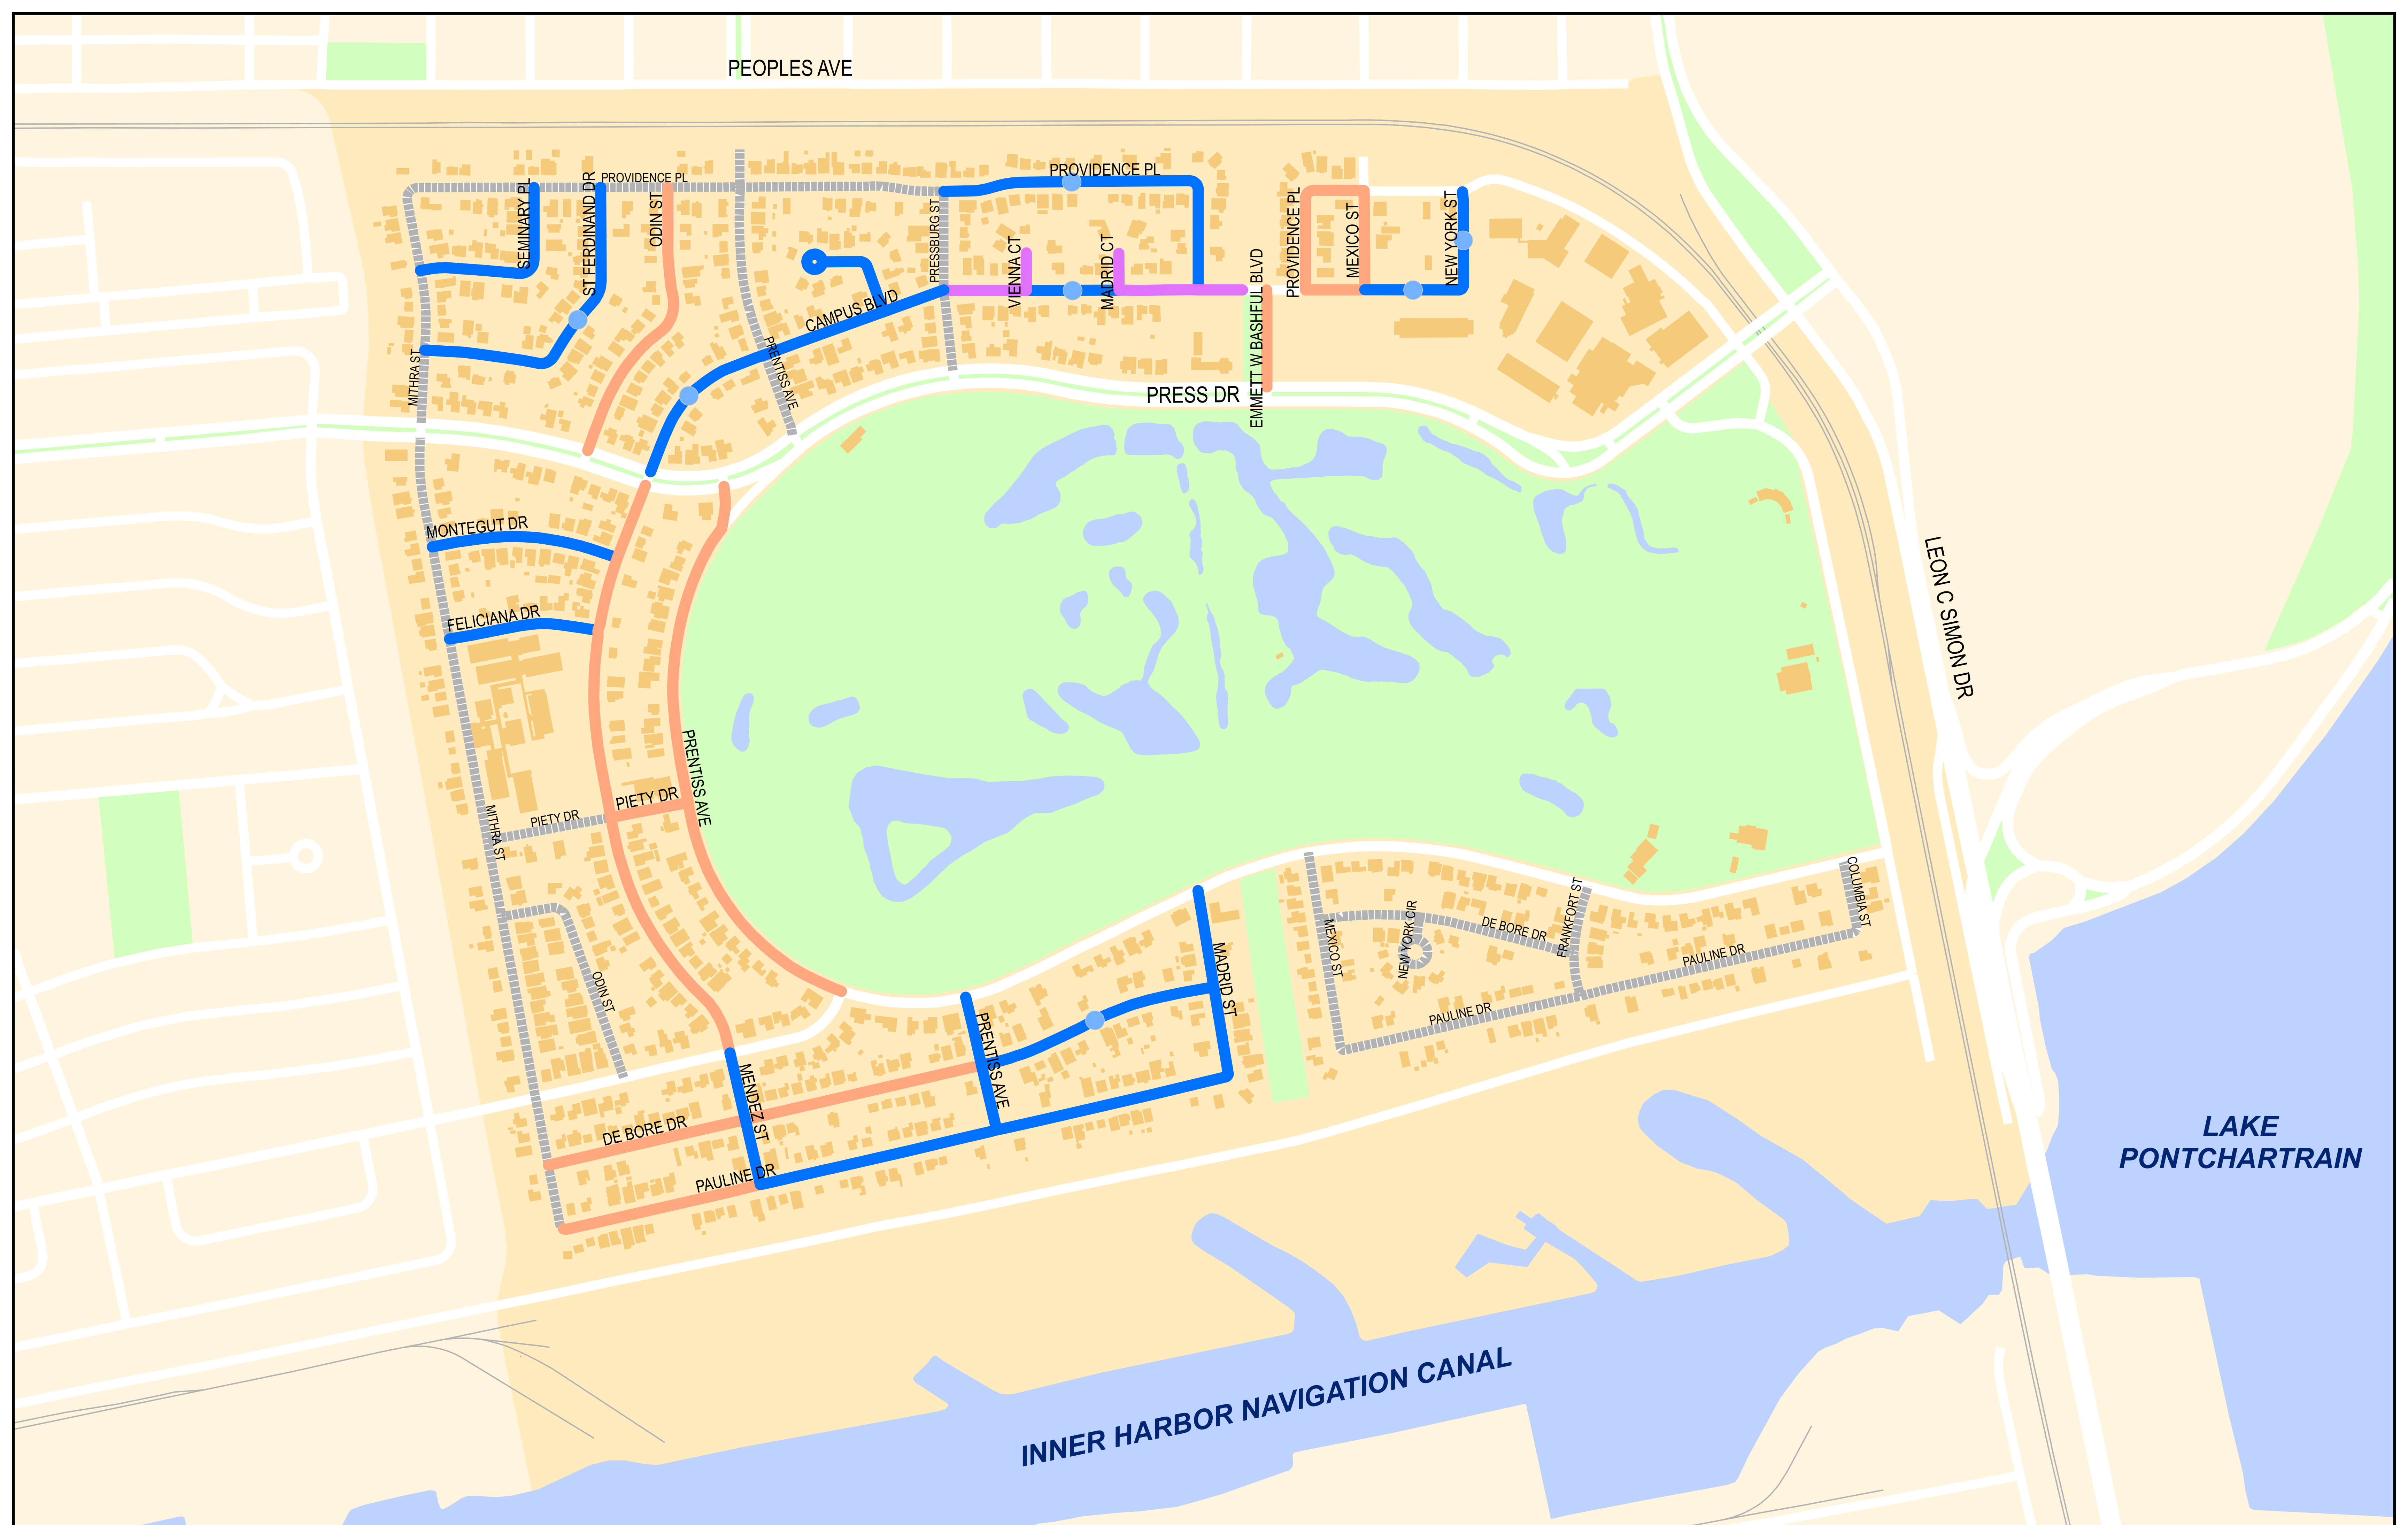 PEOPLES AVE
PROVIDENCE PL
PROVIDENCE PL
SEMINARY PL
ST FERDINAND DR
ODIN ST
PRESSBURG ST
VIENNA CT
MADRID CT
PROVIDENCE PL
MEXICO ST
NEW YORK ST
CAMPUS BLVD
MITHRA ST
PRENTISS AVE
EMMETT W BASHFUL BLVD
PRESS DR
MONTEGUT DR
LEON C SIMON DR
FELICIANA DR
PRENTISS AVE
PIETY DR
PIETY DR
MITHRA ST
COLUMBIA ST
FRANKFORT ST
MEXICO ST
NEW YORK CIR
DE BORE DR
MADRID ST
PAULINE DR
ODIN ST
PAULINE DR
PRENTISS AVE
MENDEZ ST
DE BORE DR
PAULINE DR
LAKE
PONTCHARTRAIN
INNER HARBOR NAVIGATION CANAL